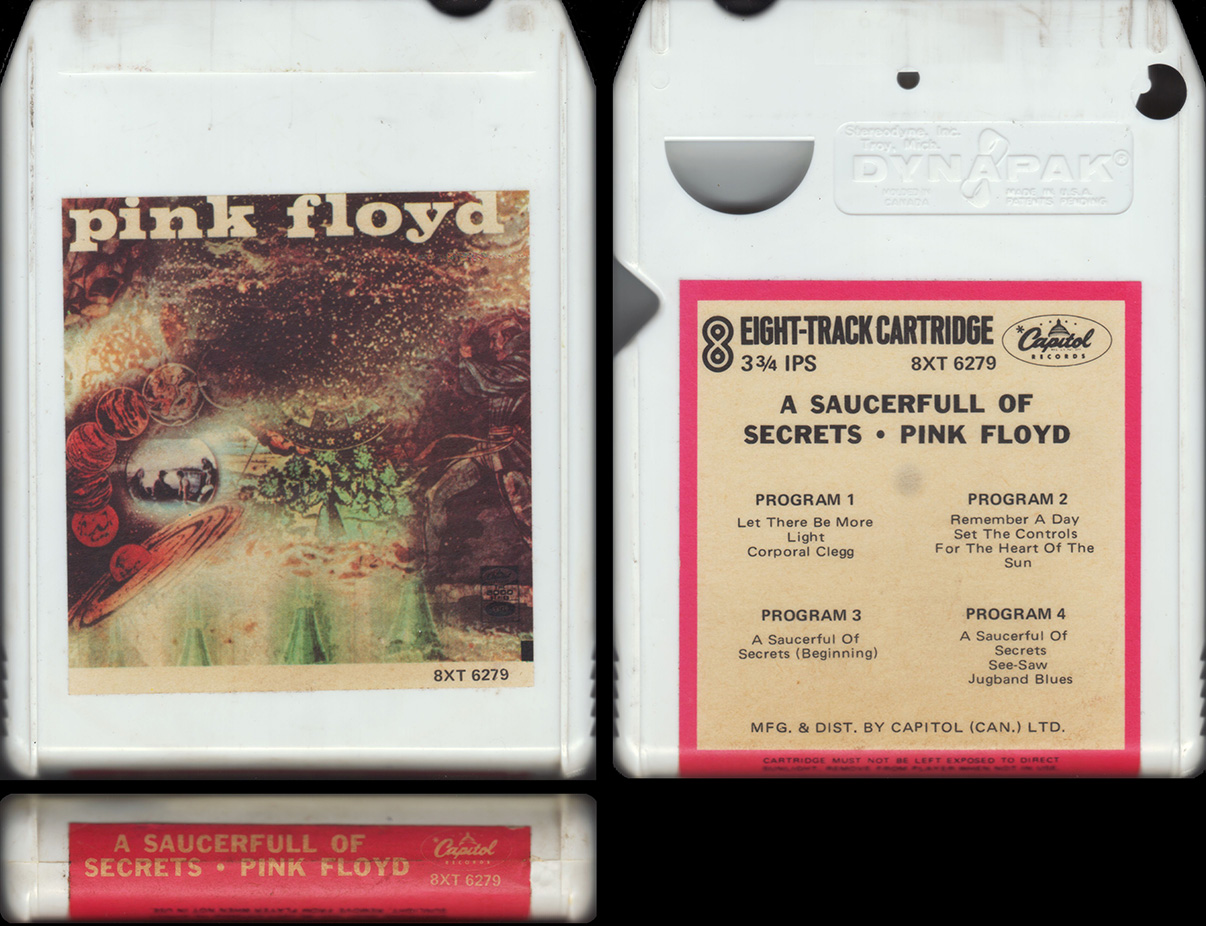 pink floyd
8XT 6279
A SAUCERFULL OF
SECRETS • PINK FLOYD
Capitol
RECORDS
8XT 6279
Stereodyne, Inc.
Troy, Mich.
DYNAPAK©
MADE IN
CANADA
MADE IN U.S.A.
PATENTS PENDING
8 EIGHT-TRACK CARTRIDGE
3¾ IPS 8XT 6279
*Capitol
RECORDS
A SAUCERFULL OF
SECRETS • PINK FLOYD
PROGRAM 1
Let There Be More
Light
Corporal Clegg
PROGRAM 2
Remember A Day
Set The Controls
For The Heart Of The
Sun
PROGRAM 3
A Saucerful Of
Secrets (Beginning)
PROGRAM 4
A Saucerful Of
Secrets
See-Saw
Jugband Blues
MFG. & DIST. BY CAPITOL (CAN.) LTD.
CARTRIDGE MUST NOT BE LEFT EXPOSED TO DIRECT
SUNLIGHT. REMOVE FROM PLAYER WHEN NOT IN USE.